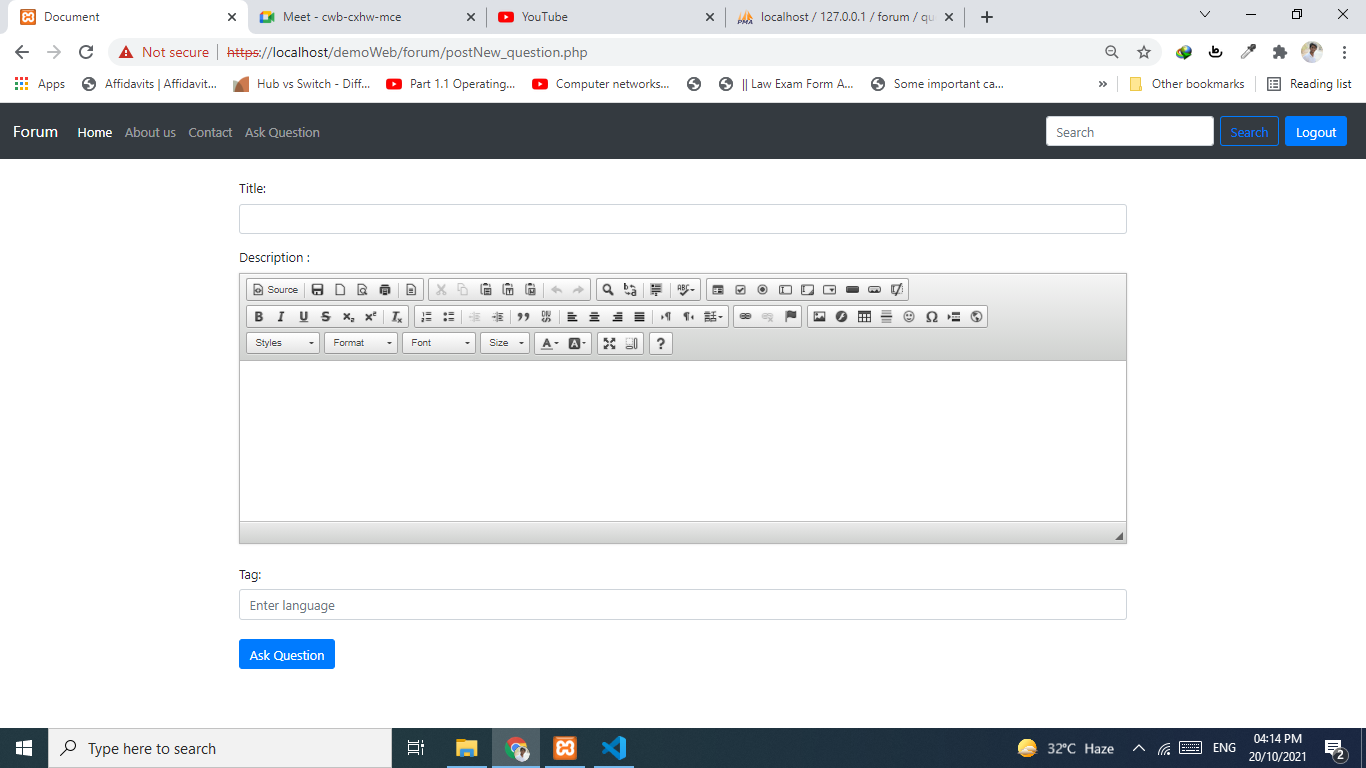 Document
Meet - cwb-cxhw-mce
YouTube
localhost / 127.0.0.1 / forum / qu
Not secure
https://localhost/demoWeb/forum/postNew_question.php
Apps
Affidavits | Affidavit...
Hub vs Switch - Diff...
Part 1.1 Operating...
Computer networks...
|| Law Exam Form A...
Some important ca...
»
Other bookmarks
Reading list
Forum Home About us Contact Ask Question
Search
Search
Logout
Title:
Description :
Source
B I U S x₂ x² Tx
Styles Format Font Size A A ?
Tag:
Enter language
Ask Question
Type here to search
32°C Haze
ENG
04:14 PM
20/10/2021
2